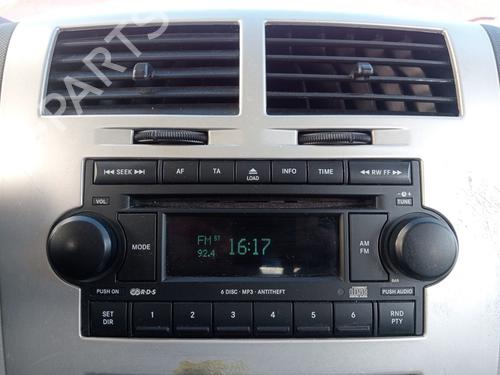 PARTS
SEEK AF TA LOAD INFO TIME RW FF
VOL TUNE
MODE FM ST 16:17 AM FM
92.4
PUSH ON R·D·S 6 DISC · MP3 · ANTITHEFT PUSH AUDIO
SET DIR 1 2 3 4 5 6 RND PTY